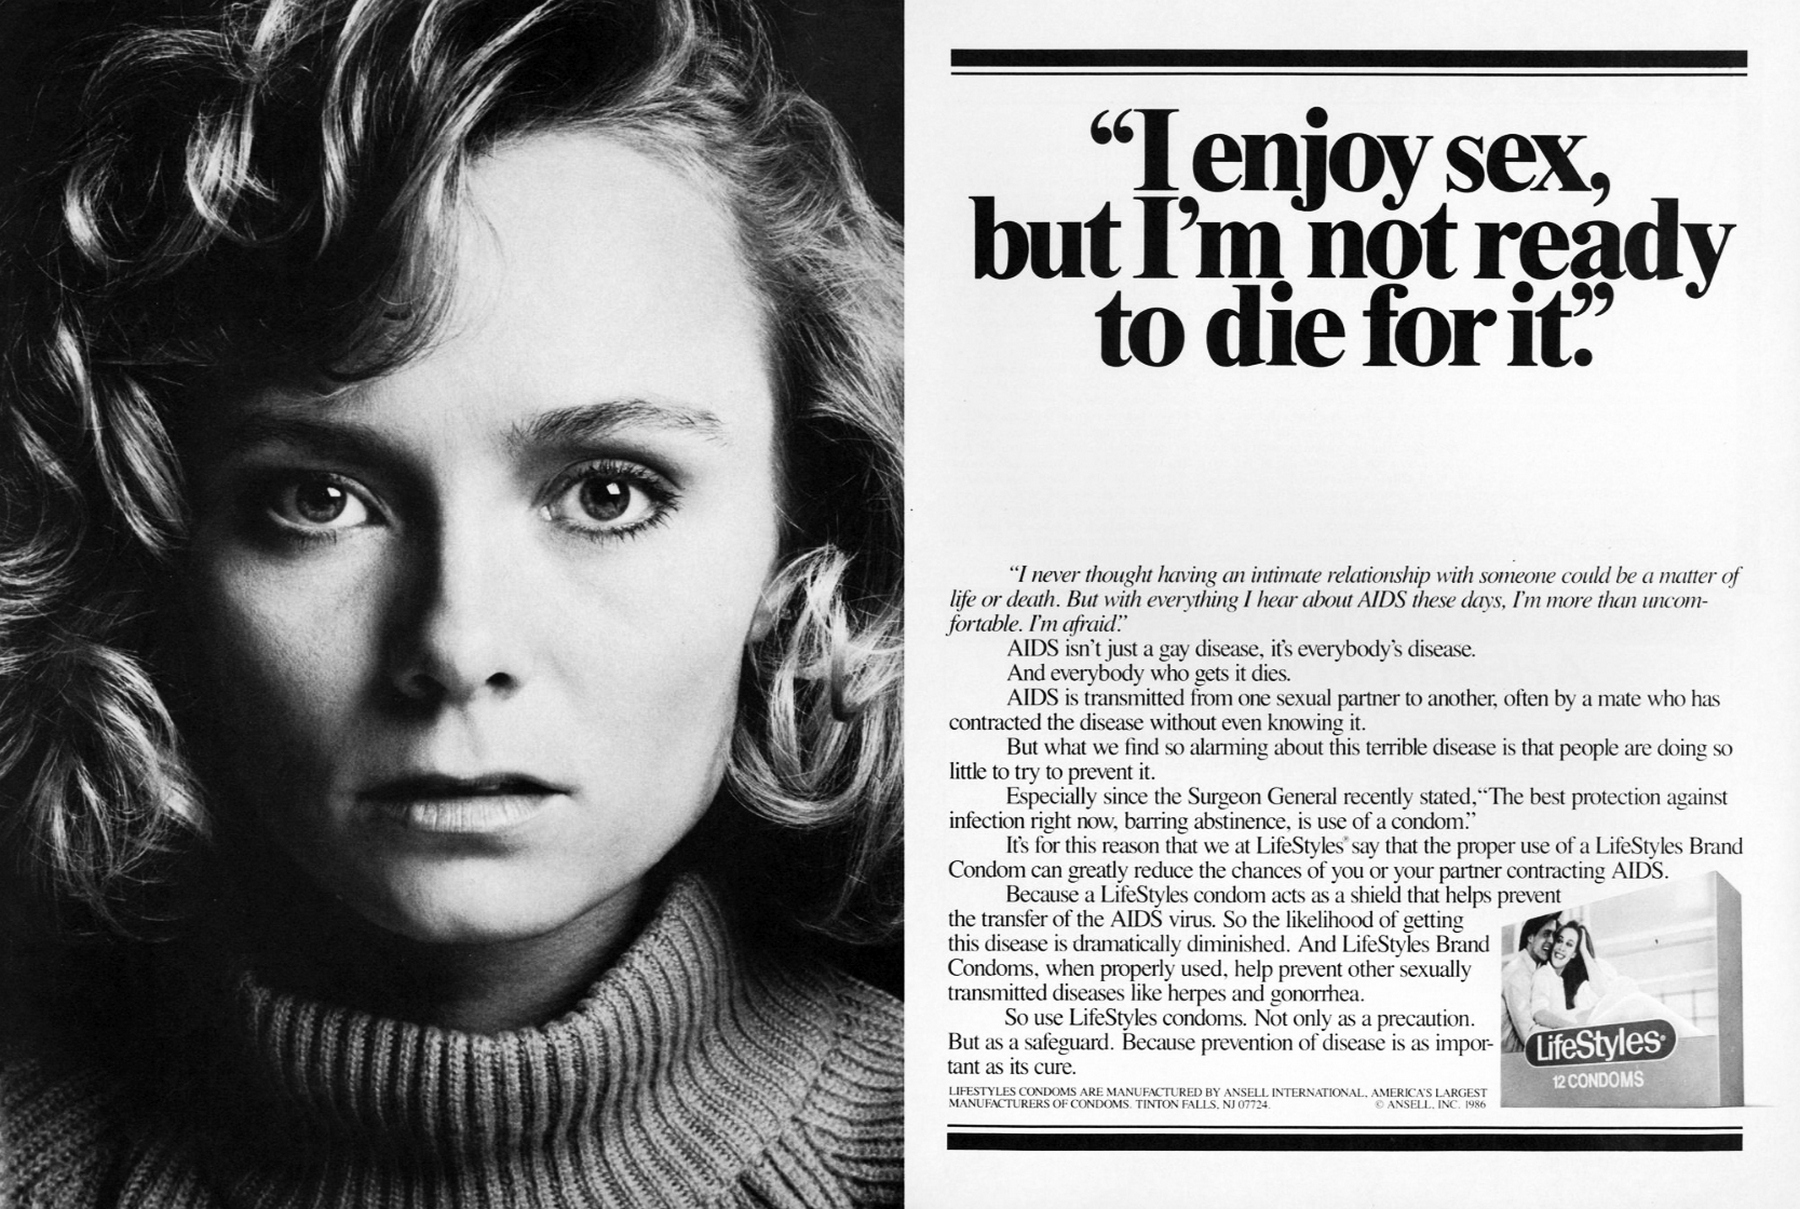 “I enjoy sex,
but I’m not ready
to die for it.”
“I never thought having an intimate relationship with someone could be a matter of
life or death. But with everything I hear about AIDS these days, I’m more than uncom-
fortable. I’m afraid.”
AIDS isn’t just a gay disease, it’s everybody’s disease.
And everybody who gets it dies.
AIDS is transmitted from one sexual partner to another, often by a mate who has
contracted the disease without even knowing it.
But what we find so alarming about this terrible disease is that people are doing so
little to try to prevent it.
Especially since the Surgeon General recently stated, “The best protection against
infection right now, barring abstinence, is use of a condom.”
It’s for this reason that we at LifeStyles® say that the proper use of a LifeStyles Brand
Condom can greatly reduce the chances of you or your partner contracting AIDS.
Because a LifeStyles condom acts as a shield that helps prevent
the transfer of the AIDS virus. So the likelihood of getting
this disease is dramatically diminished. And LifeStyles Brand
Condoms, when properly used, help prevent other sexually
transmitted diseases like herpes and gonorrhea.
So use LifeStyles condoms. Not only as a precaution.
But as a safeguard. Because prevention of disease is as impor-
tant as its cure.
LIFESTYLES CONDOMS ARE MANUFACTURED BY ANSELL INTERNATIONAL, AMERICA’S LARGEST
MANUFACTURERS OF CONDOMS. TINTON FALLS, NJ 07724. © ANSELL, INC. 1986
LifeStyles®
12 CONDOMS